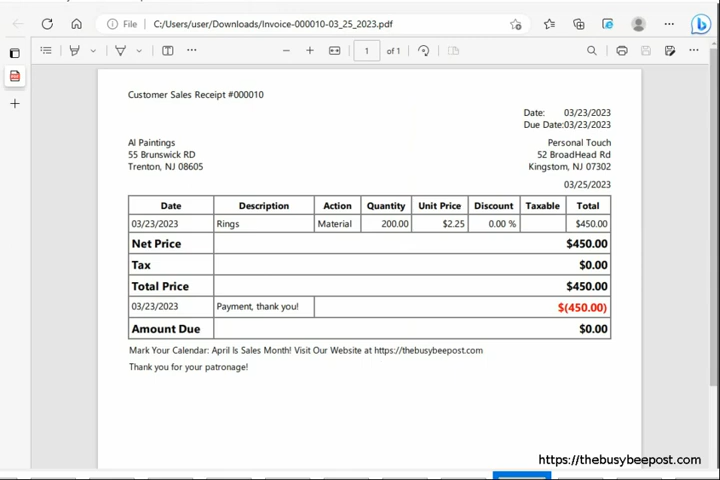 File C:/Users/user/Downloads/Invoice-000010-03_25_2023.pdf
1 of 1
Customer Sales Receipt #000010
Date: 03/23/2023
Due Date:03/23/2023
Al Paintings Personal Touch
55 Brunswick RD 52 BroadHead Rd
Trenton, NJ 08605 Kingstom, NJ 07302
03/25/2023
Date Description Action Quantity Unit Price Discount Taxable Total
03/23/2023 Rings Material 200.00 $2.25 0.00 % $450.00
Net Price $450.00
Tax $0.00
Total Price $450.00
03/23/2023 Payment, thank you! $(450.00)
Amount Due $0.00
Mark Your Calendar: April Is Sales Month! Visit Our Website at https://thebusybeepost.com
Thank you for your patronage!
https://thebusybeepost.com